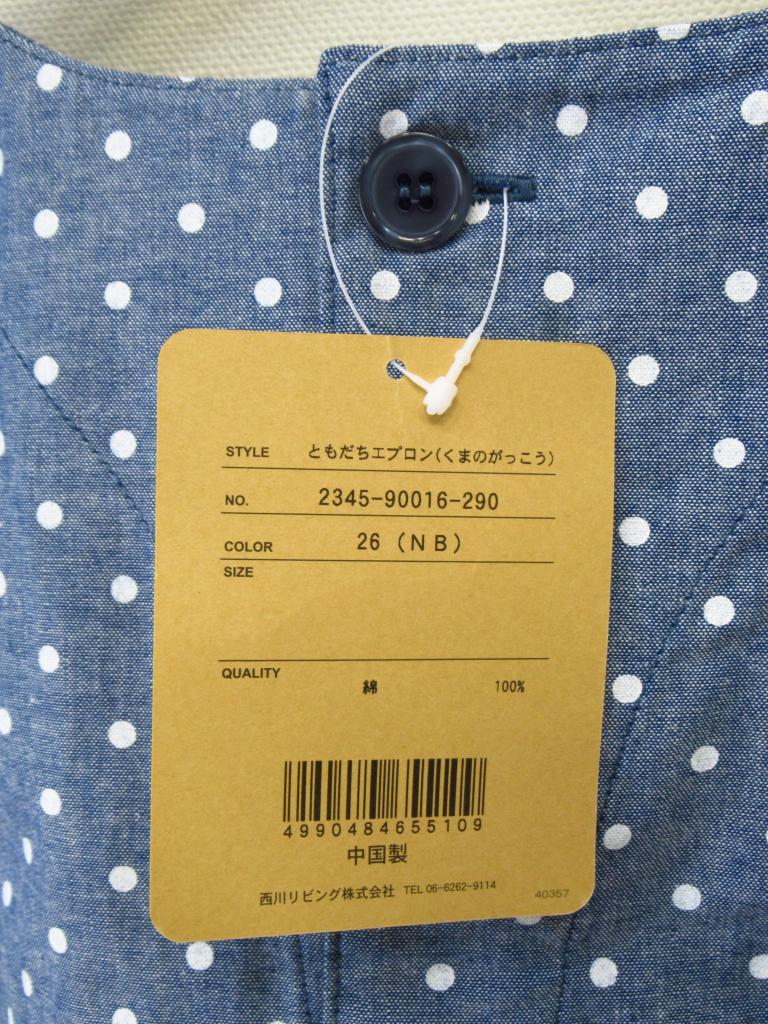 STYLE ともだちエプロン(くまのがっこう)
NO. 2345-90016-290
COLOR 26 (NB)
SIZE
QUALITY
綿 100%
4990484655109
中国製
西川リビング株式会社 TEL 06-6262-9114
40357